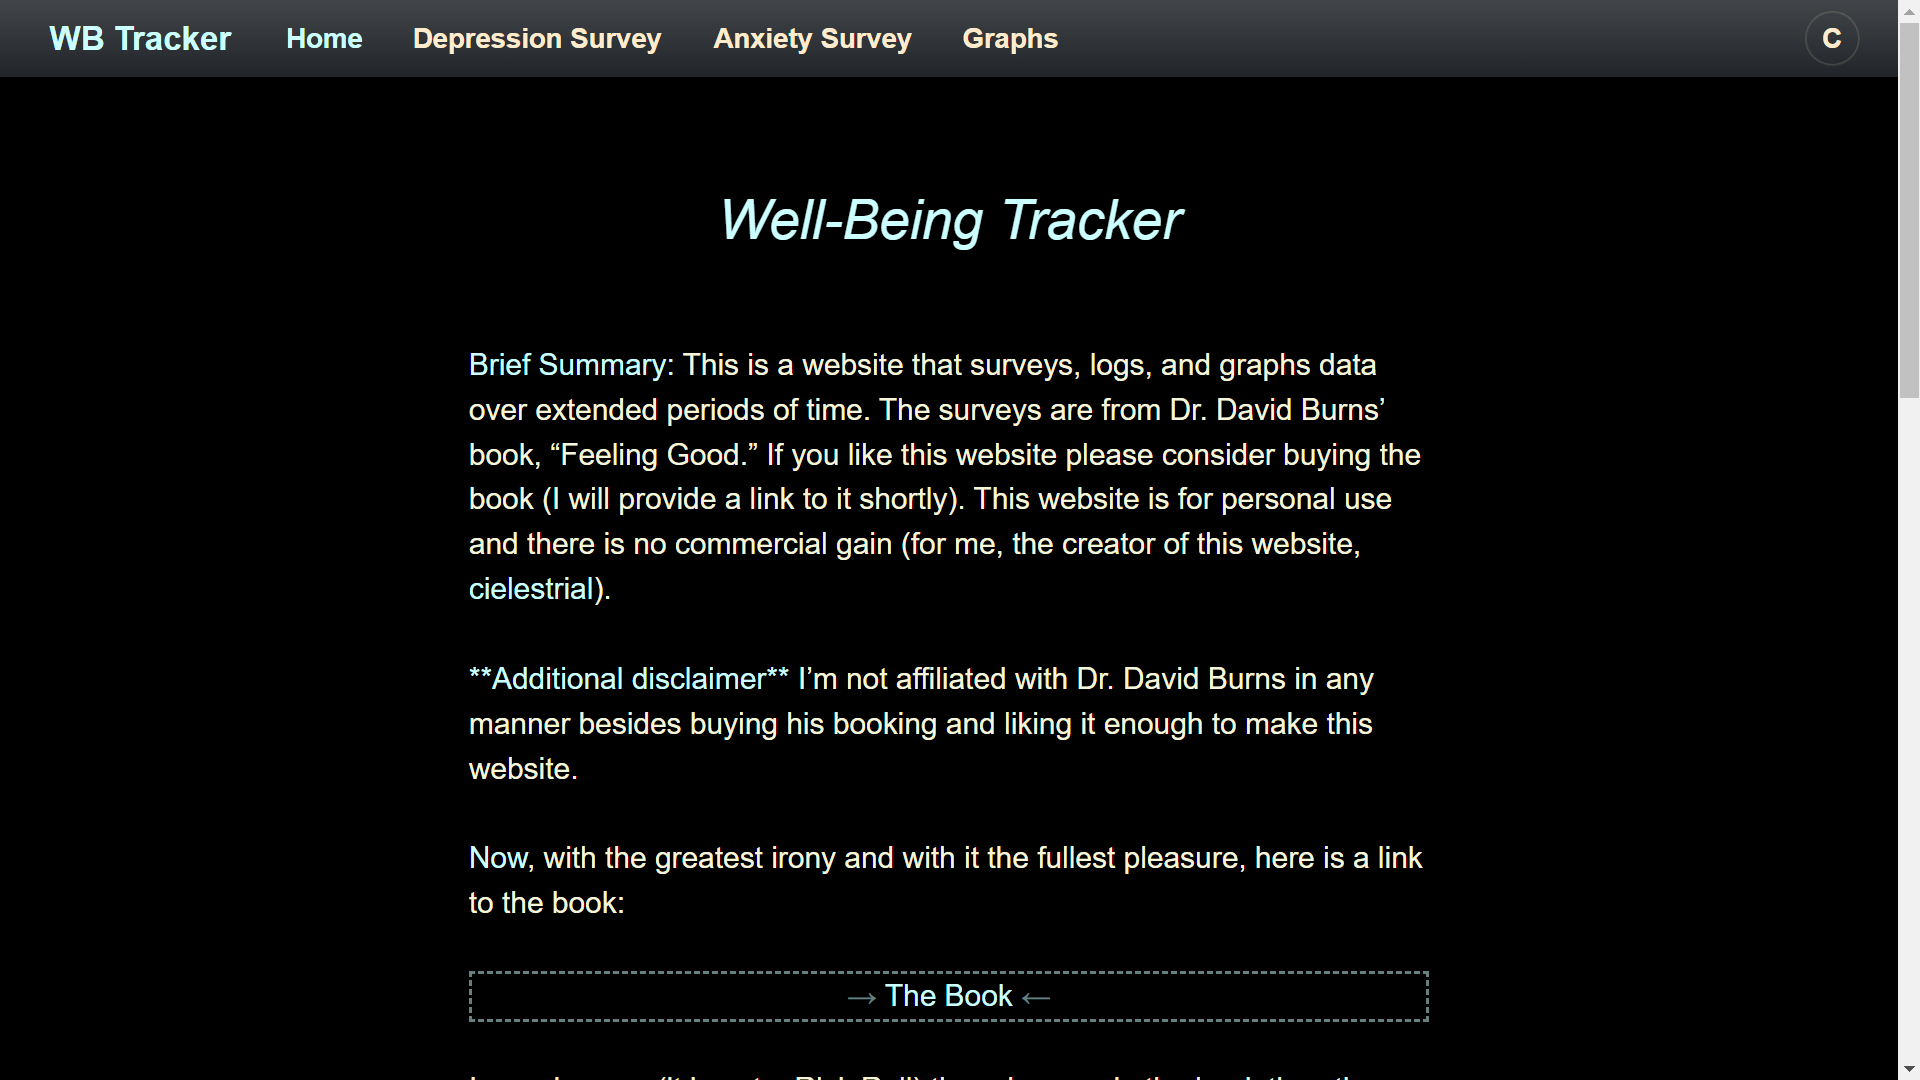 WB Tracker Home Depression Survey Anxiety Survey Graphs C
Well-Being Tracker
Brief Summary: This is a website that surveys, logs, and graphs data
over extended periods of time. The surveys are from Dr. David Burns’
book, “Feeling Good.” If you like this website please consider buying the
book (I will provide a link to it shortly). This website is for personal use
and there is no commercial gain (for me, the creator of this website,
cielestrial).
**Additional disclaimer** I’m not affiliated with Dr. David Burns in any
manner besides buying his booking and liking it enough to make this
website.
Now, with the greatest irony and with it the fullest pleasure, here is a link
to the book:
→ The Book ←